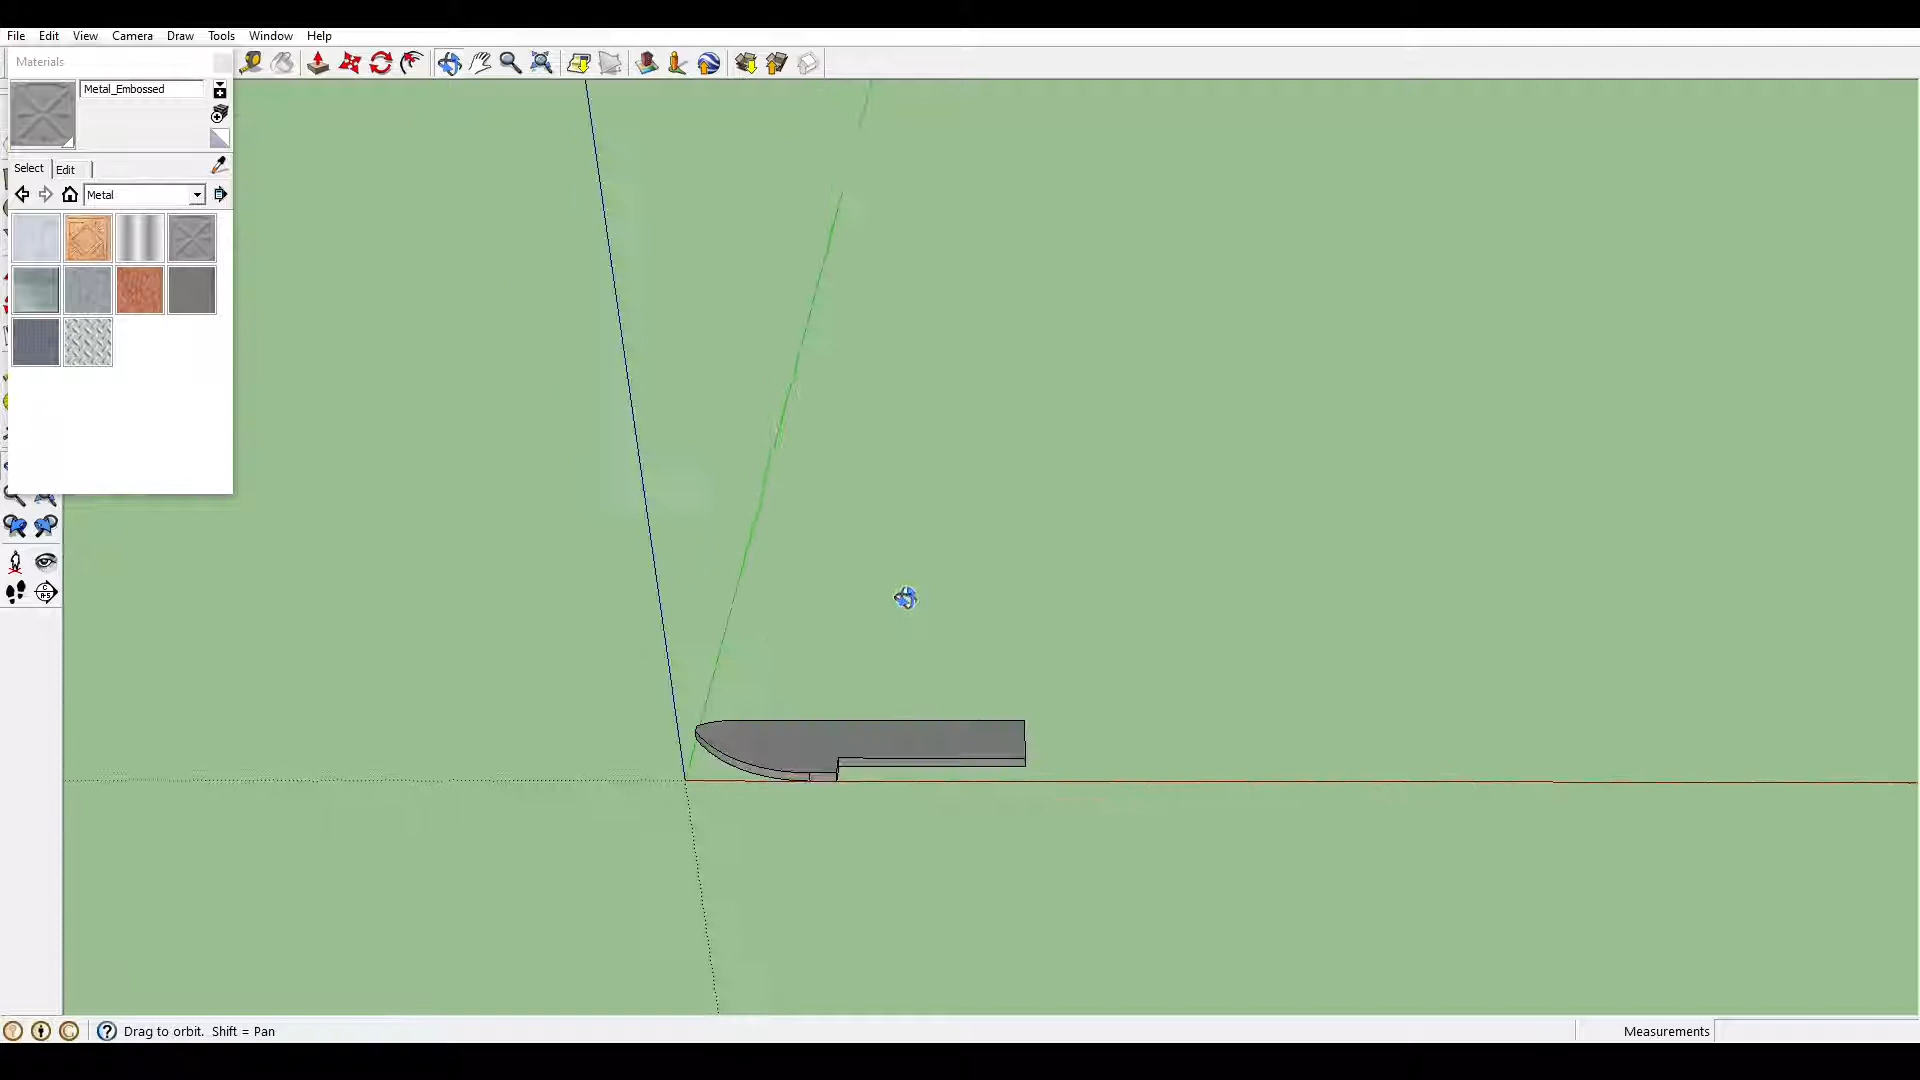 File Edit View Camera Draw Tools Window Help
Materials
Metal_Embossed
Select Edit
Metal
Drag to orbit. Shift = Pan
Measurements